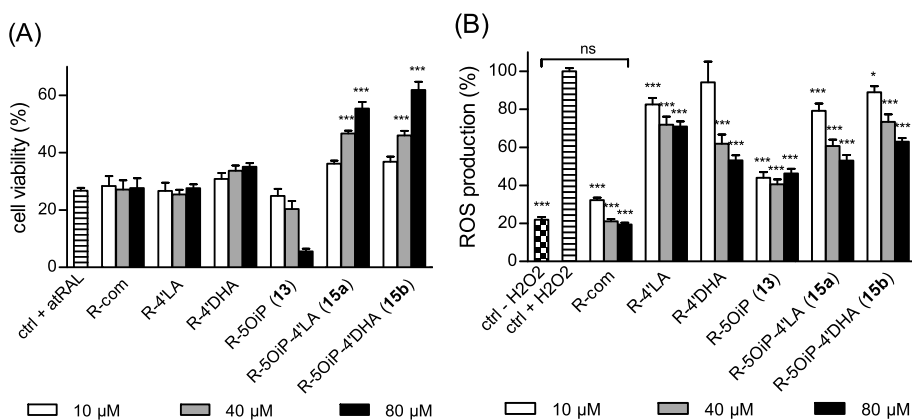 (A)
cell viability (%)
80
60
40
20
0
*** *** *** ***
ctrl + atRAL
R-com
R-4'LA
R-4'DHA
R-5OiP (13)
R-5OiP-4'LA (15a)
R-5OiP-4'DHA (15b)
10 µM 40 µM 80 µM
(B)
ROS production (%)
100
80
60
40
20
0
ns
*** *** *** *** *** *** *** *** *** *** *** *** *** *** *** * *** ***
ctrl - H2O2
ctrl + H2O2
R-com
R-4'LA
R-4'DHA
R-5OiP (13)
R-5OiP-4'LA (15a)
R-5OiP-4'DHA (15b)
10 µM 40 µM 80 µM